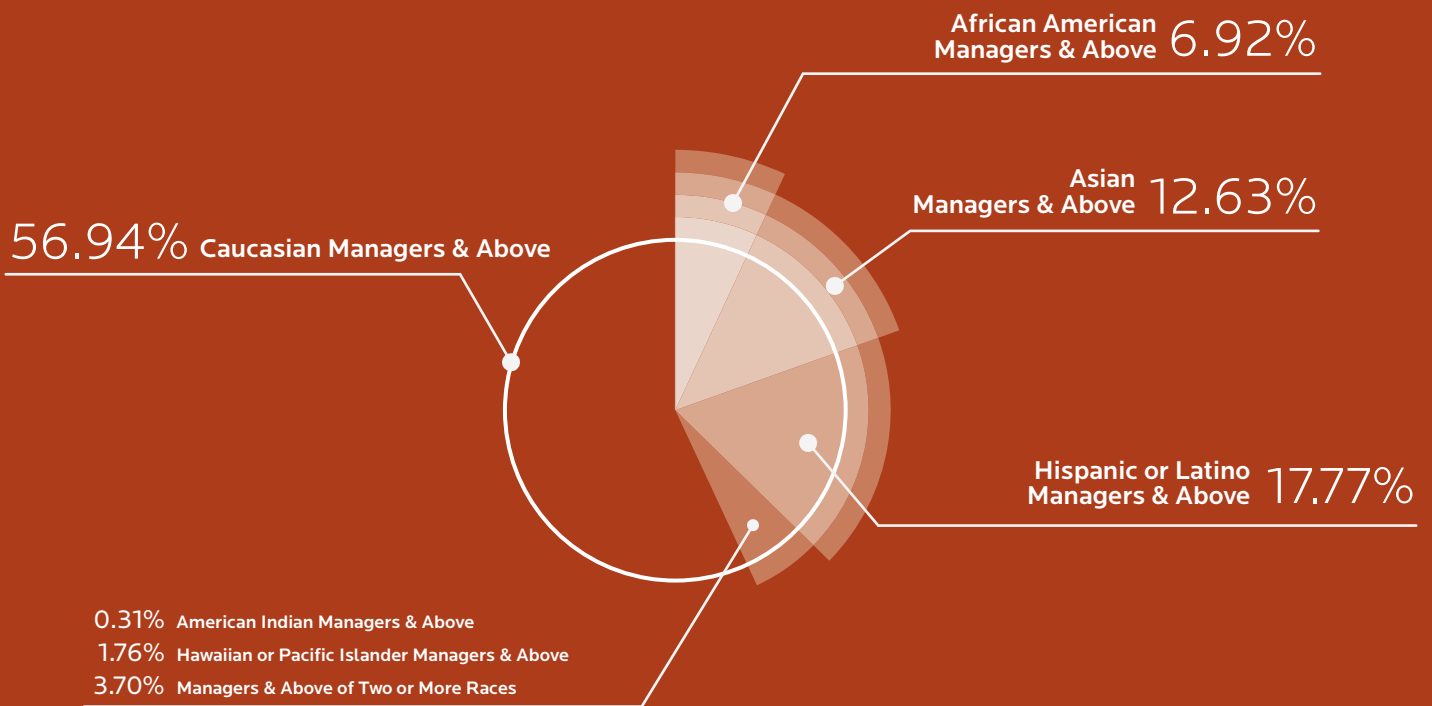 African American
Managers & Above 6.92%
Asian
Managers & Above 12.63%
56.94% Caucasian Managers & Above
Hispanic or Latino
Managers & Above 17.77%
0.31% American Indian Managers & Above
1.76% Hawaiian or Pacific Islander Managers & Above
3.70% Managers & Above of Two or More Races